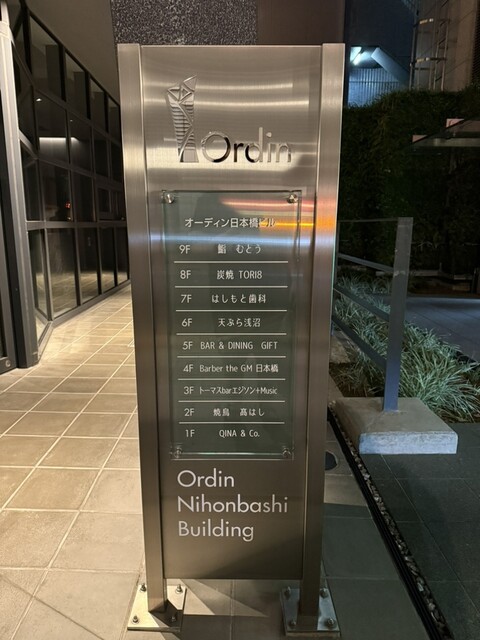 Ordin
オーディン日本橋ビル
9F 鮨 むとう
8F 炭焼 TORI8
7F はしもと歯科
6F 天ぷら浅沼
5F BAR & DINING GIFT
4F Barber the GM 日本橋
3F トーマスbarエジソン+Music
2F 焼鳥 髙はし
1F QINA & Co.
Ordin
Nihonbashi
Building